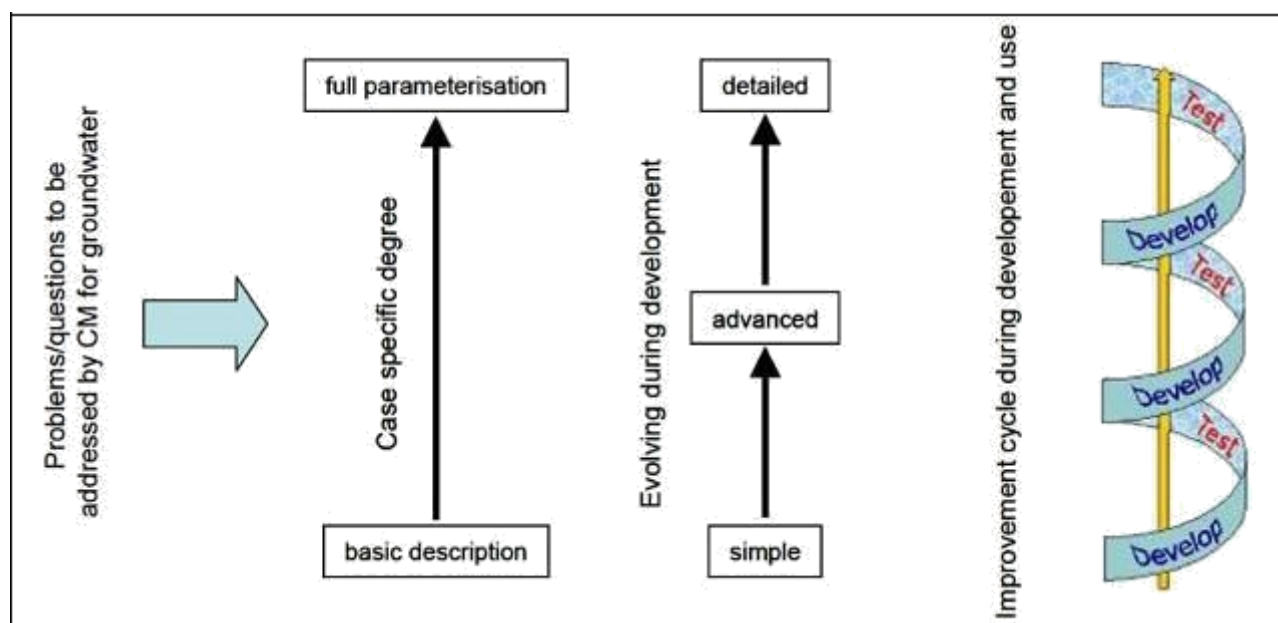 Problems/questions to be
addressed by CM for groundwater
full parameterisation
Case specific degree
basic description
Evolving during development
detailed
advanced
simple
Improvement cycle during developement and use
Test
Develop
Test
Develop
Test
Develop